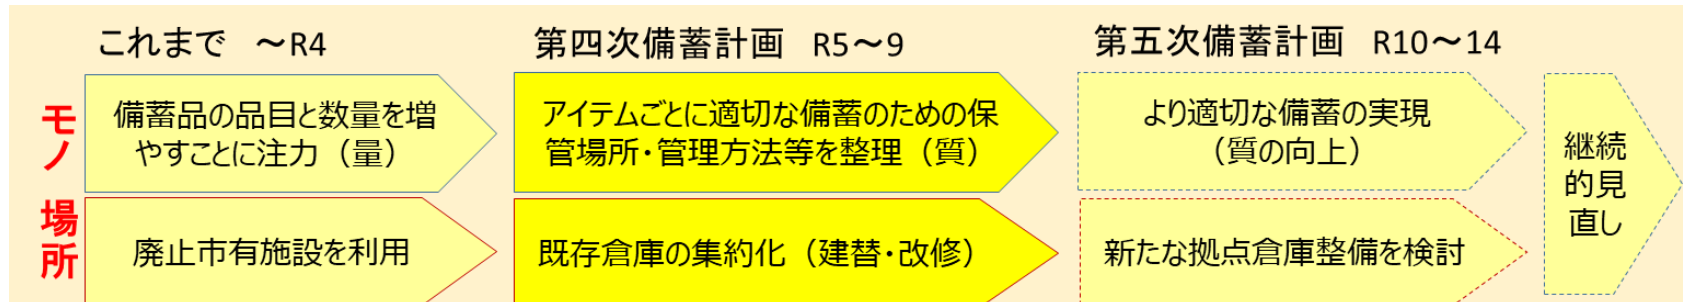 これまで　～R4
第四次備蓄計画　R5～9
第五次備蓄計画　R10～14
モノ
備蓄品の品目と数量を増
やすことに注力（量）
アイテムごとに適切な備蓄のための保
管場所・管理方法等を整理（質）
より適切な備蓄の実現
（質の向上）
継続
的見
直し
場所
廃止市有施設を利用
既存倉庫の集約化（建替・改修）
新たな拠点倉庫整備を検討